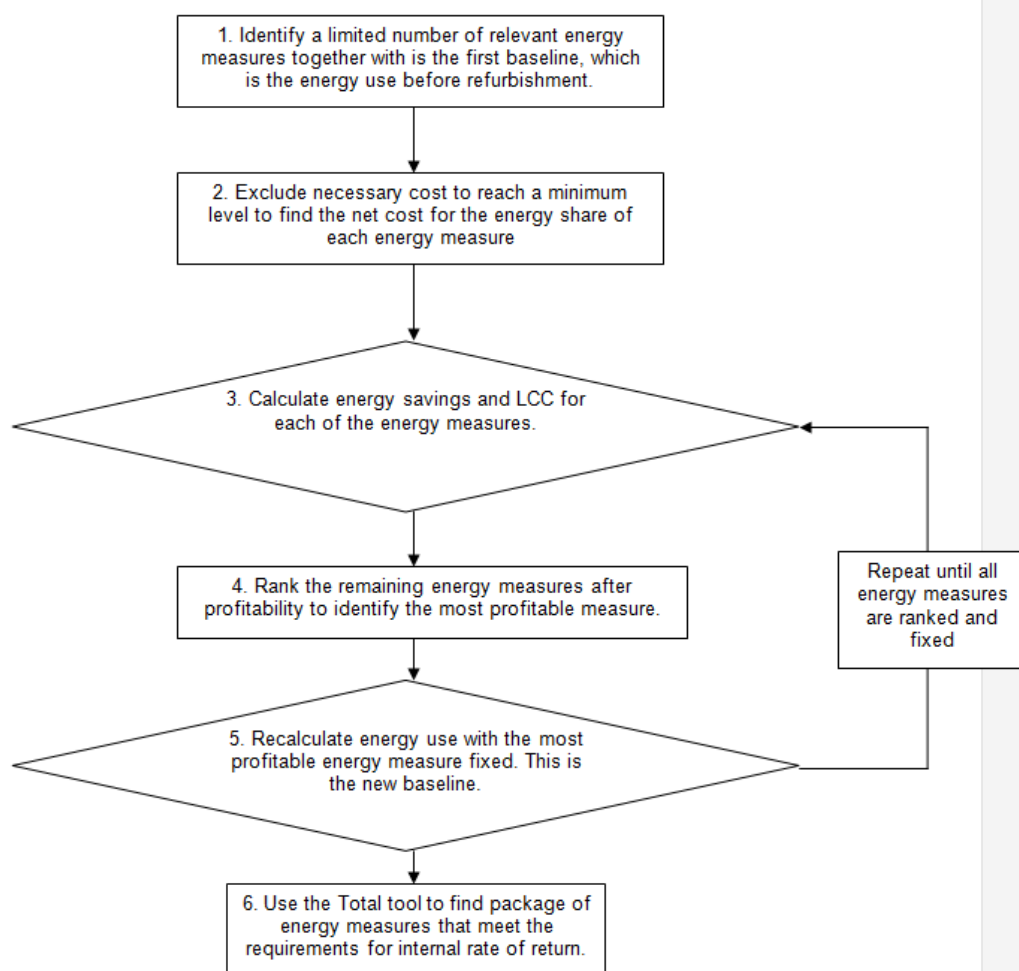 1. Identify a limited number of relevant energy
measures together with is the first baseline, which
is the energy use before refurbishment.
2. Exclude necessary cost to reach a minimum
level to find the net cost for the energy share of
each energy measure
3. Calculate energy savings and LCC for
each of the energy measures.
4. Rank the remaining energy measures after
profitability to identify the most profitable measure.
Repeat until all
energy measures
are ranked and
fixed
5. Recalculate energy use with the most
profitable energy measure fixed. This is
the new baseline.
6. Use the Total tool to find package of
energy measures that meet the
requirements for internal rate of return.